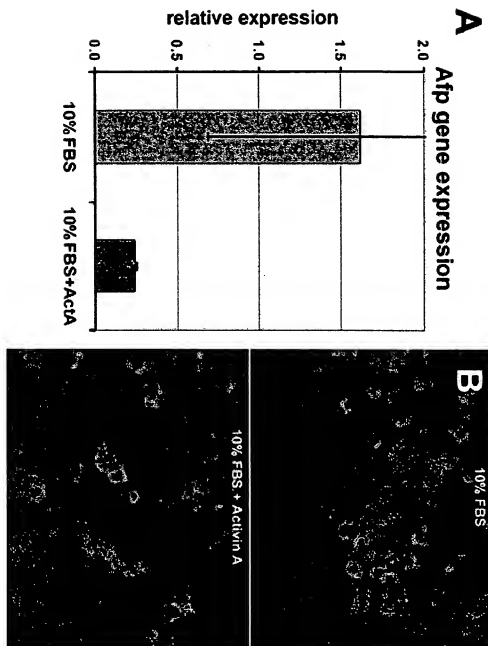 A
Afp gene expression
relative expression
2.0
1.5
1.0
0.5
0.0
10% FBS
10% FBS+ActA
B
10% FBS
10% FBS + Activin A